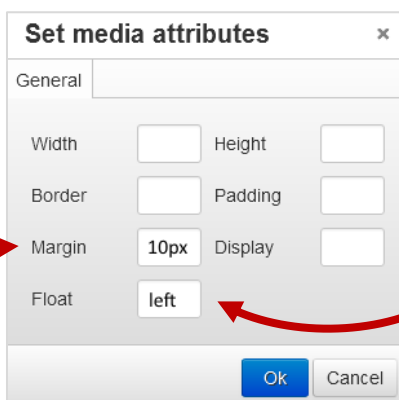 Set media attributes ×
General
Width Height
Border Padding
Margin 10px Display
Float left
Ok Cancel